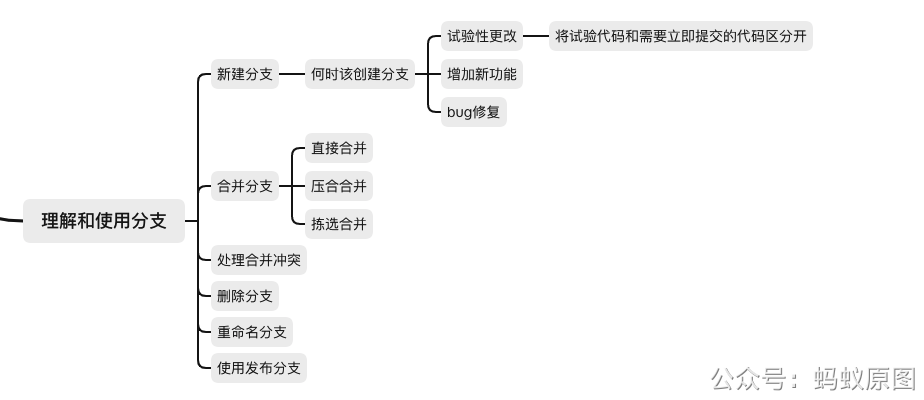 理解和使用分支
新建分支
何时该创建分支
试验性更改
将试验代码和需要立即提交的代码区分开
增加新功能
bug修复
合并分支
直接合并
压合合并
拣选合并
处理合并冲突
删除分支
重命名分支
使用发布分支
公众号：蚂蚁原图